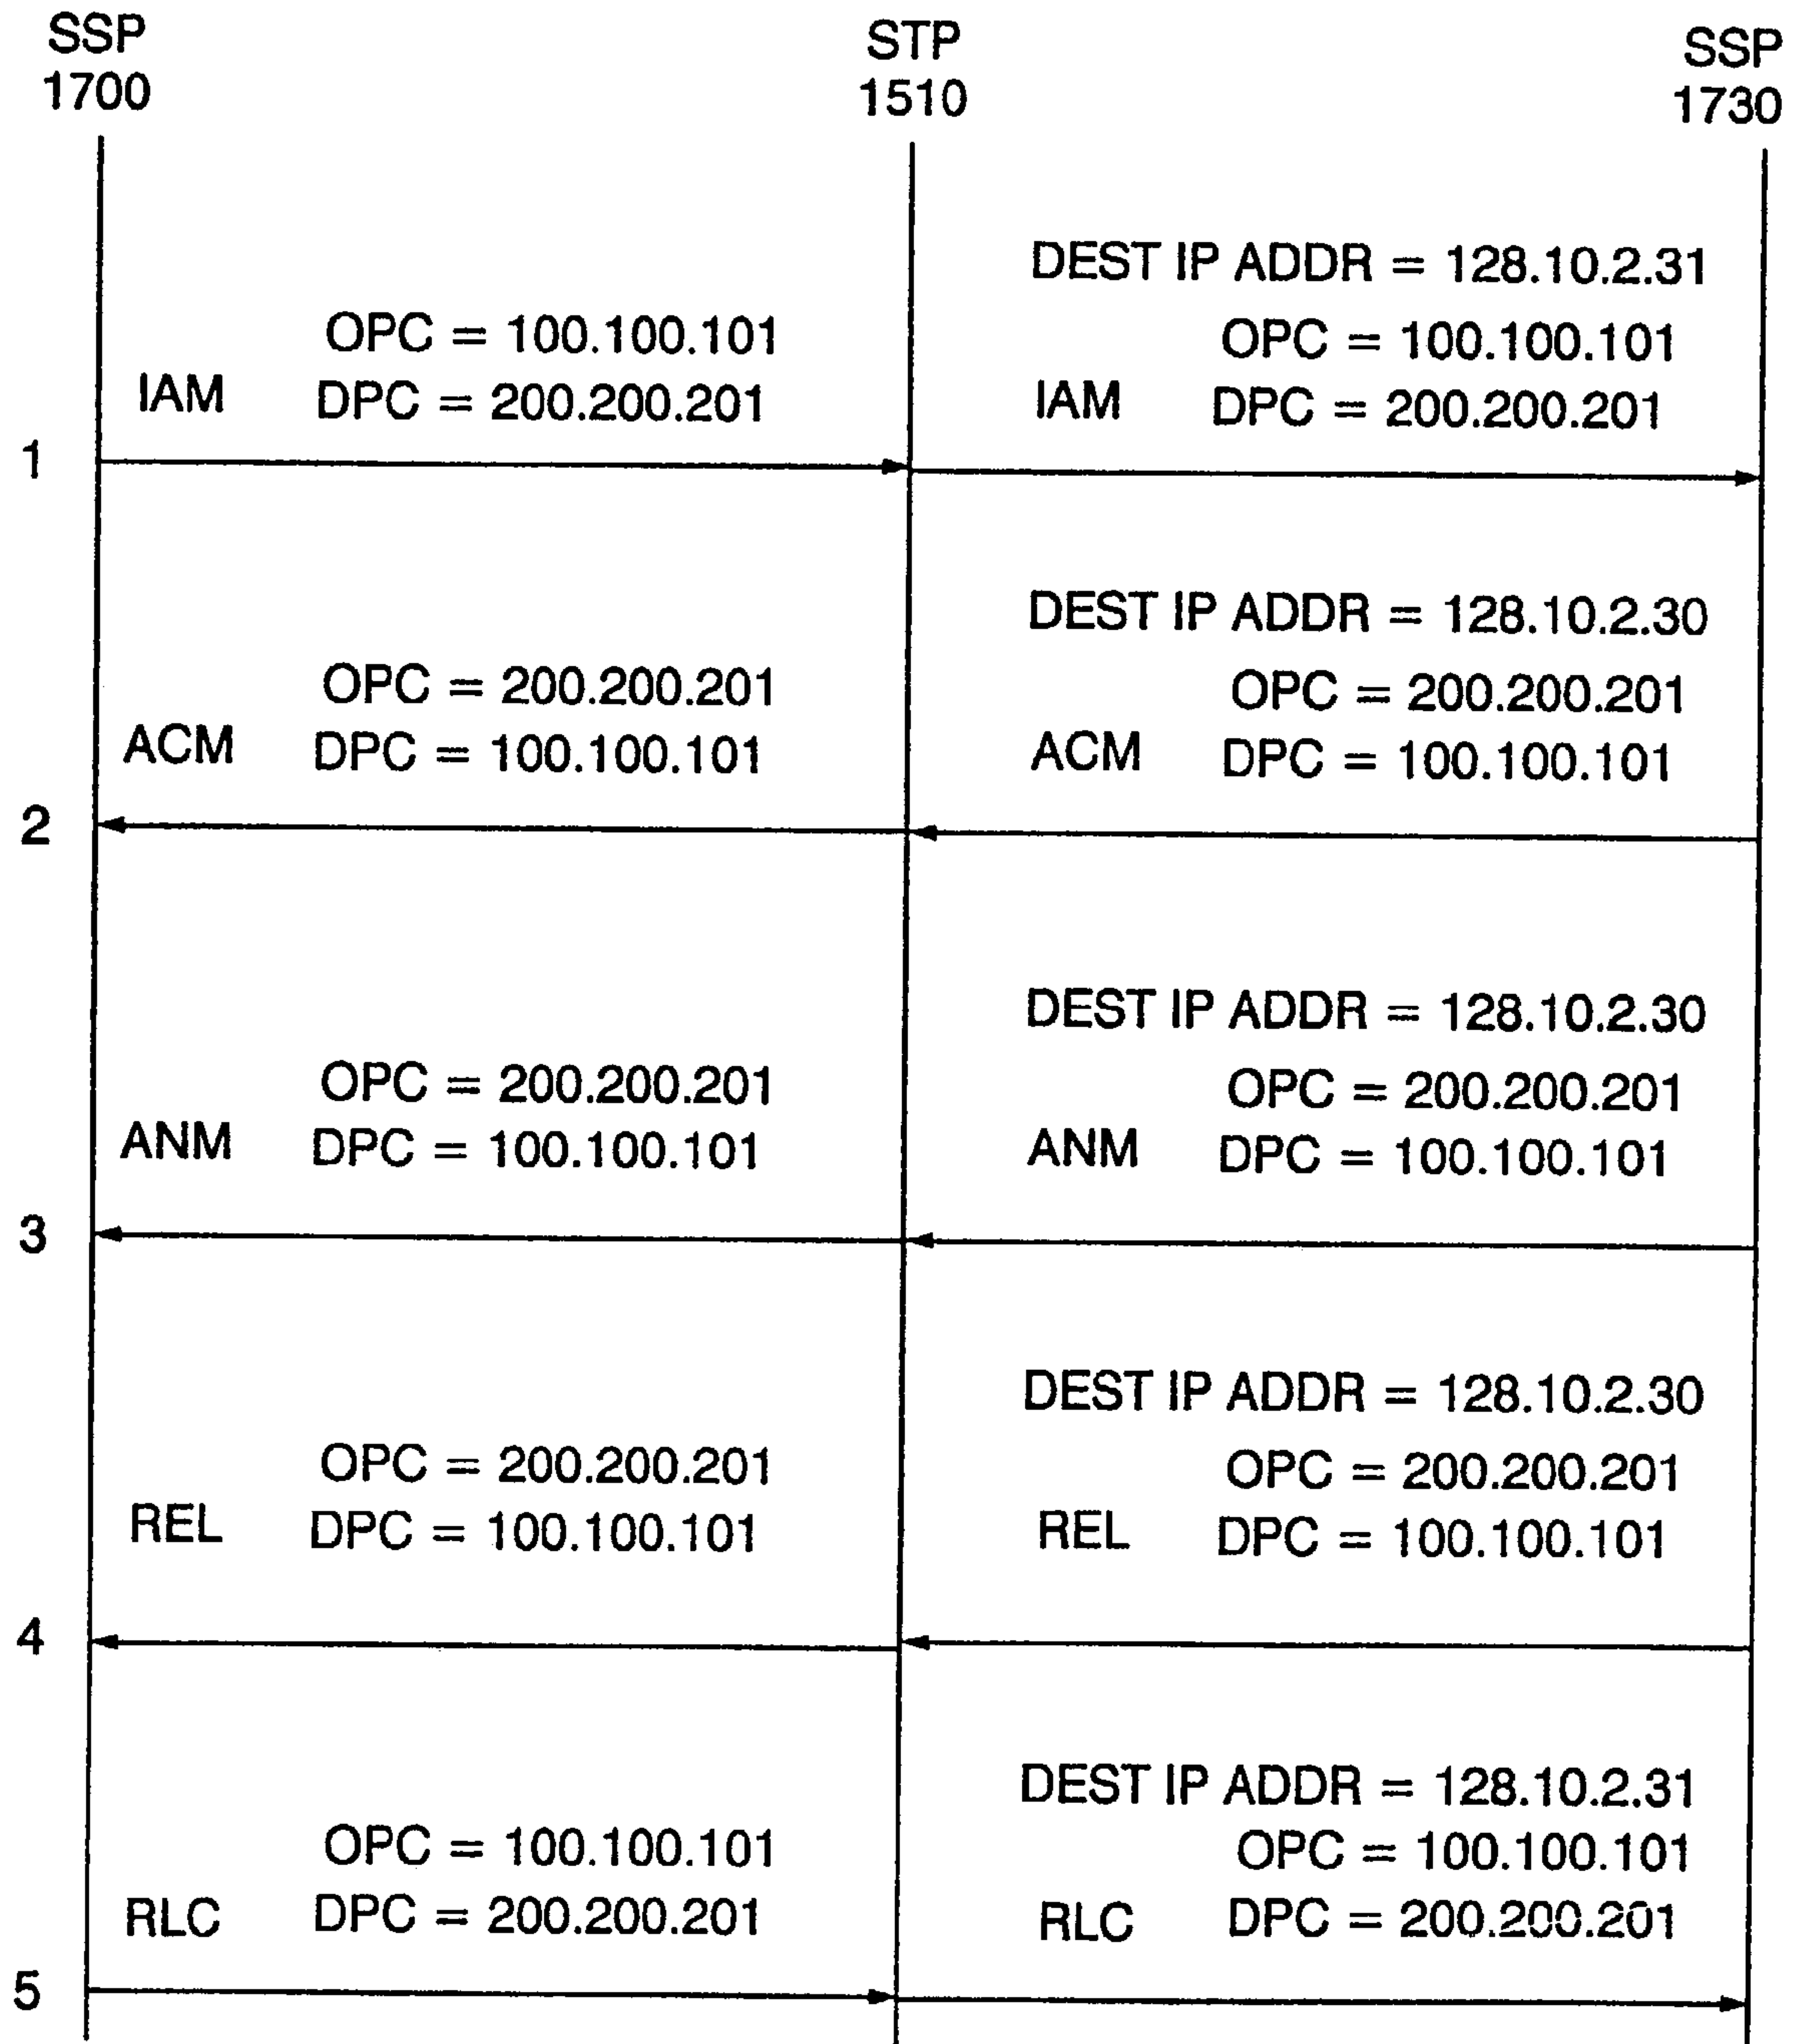 SSP
1700
STP
1510
SSP
1730
DEST IP ADDR = 128.10.2.31
OPC = 100.100.101
OPC = 100.100.101
IAM DPC = 200.200.201
IAM DPC = 200.200.201
1
DEST IP ADDR = 128.10.2.30
OPC = 200.200.201
OPC = 200.200.201
ACM DPC = 100.100.101
ACM DPC = 100.100.101
2
DEST IP ADDR = 128.10.2.30
OPC = 200.200.201
OPC = 200.200.201
ANM DPC = 100.100.101
ANM DPC = 100.100.101
3
DEST IP ADDR = 128.10.2.30
OPC = 200.200.201
OPC = 200.200.201
REL DPC = 100.100.101
REL DPC = 100.100.101
4
DEST IP ADDR = 128.10.2.31
OPC = 100.100.101
OPC = 100.100.101
RLC DPC = 200.200.201
RLC DPC = 200.200.201
5